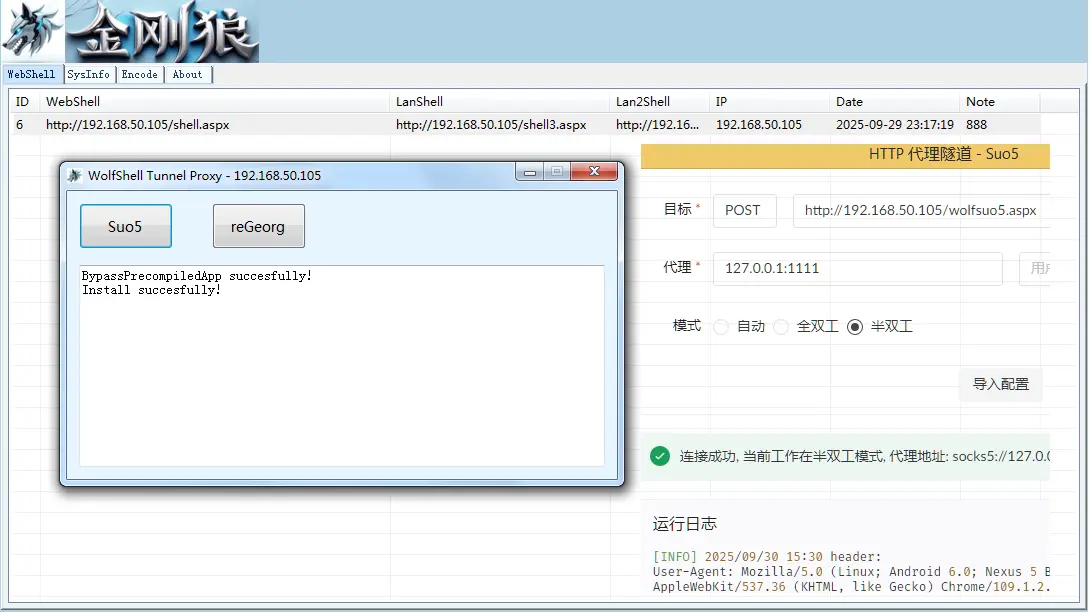 金刚狼
WebShell SysInfo Encode About
ID WebShell LanShell Lan2Shell IP Date Note
6 http://192.168.50.105/shell.aspx http://192.168.50.105/shell3.aspx http://192.16... 192.168.50.105 2025-09-29 23:17:19 888
WolfShell Tunnel Proxy - 192.168.50.105
Suo5 reGeorg
BypassPrecompiledApp succesfully!
Install succesfully!
HTTP 代理隧道 - Suo5
目标 * POST http://192.168.50.105/wolfsuo5.aspx
代理 * 127.0.0.1:1111 用户
模式 自动 全双工 半双工
导入配置
连接成功, 当前工作在半双工模式, 代理地址: socks5://127.0.0
运行日志
[INFO] 2025/09/30 15:30 header:
User-Agent: Mozilla/5.0 (Linux; Android 6.0; Nexus 5 B
AppleWebKit/537.36 (KHTML, like Gecko) Chrome/109.1.2.